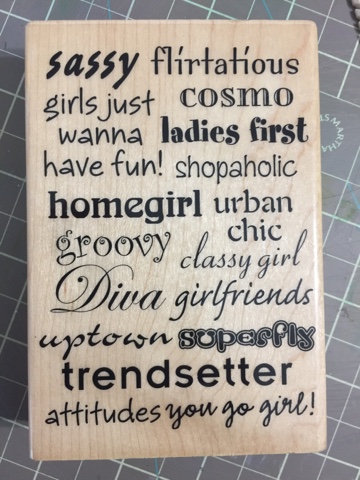 sassy flirtatious
girls just cosmo
wanna ladies first
have fun! shopaholic
homegirl urban
groovy chic
classy girl
Diva girlfriends
uptown superfly
trendsetter
attitudes you go girl!